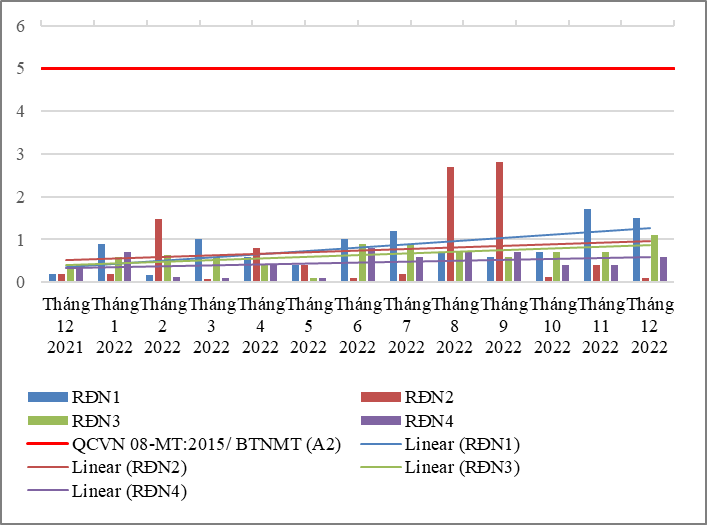 6
5
4
3
2
1
0
Tháng Tháng Tháng Tháng Tháng Tháng Tháng Tháng Tháng Tháng Tháng Tháng Tháng
12 1 2 3 4 5 6 7 8 9 10 11 12
2021 2022 2022 2022 2022 2022 2022 2022 2022 2022 2022 2022 2022
RĐN1 RĐN2
RĐN3 RĐN4
QCVN 08-MT:2015/ BTNMT (A2) Linear (RĐN1)
Linear (RĐN2) Linear (RĐN3)
Linear (RĐN4)